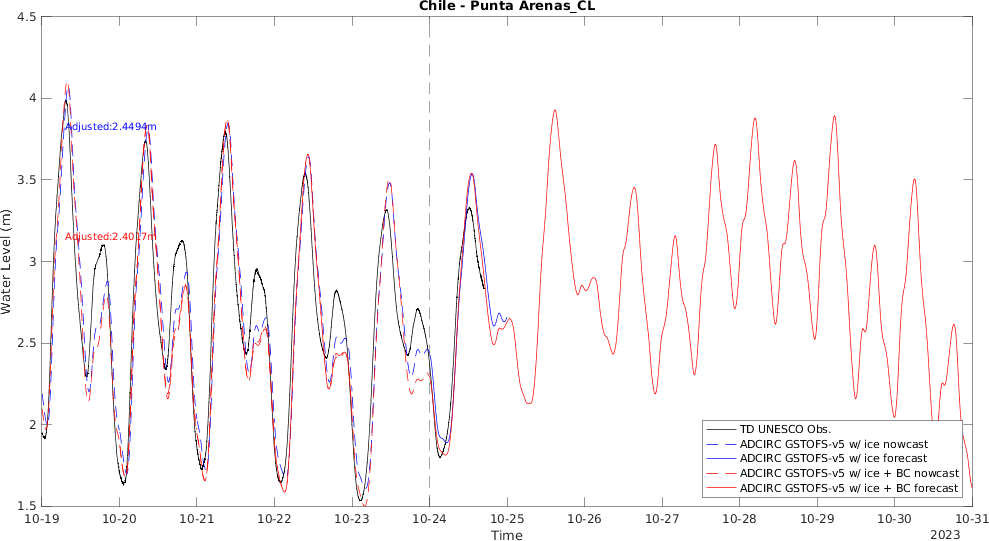 Chile - Punta Arenas_CL
4.5
4
3.5
3
2.5
2
1.5
Water Level (m)
Adjusted:2.4494m
Adjusted:2.4017m
TD UNESCO Obs.
ADCIRC GSTOFS-v5 w/ ice nowcast
ADCIRC GSTOFS-v5 w/ ice forecast
ADCIRC GSTOFS-v5 w/ ice + BC nowcast
ADCIRC GSTOFS-v5 w/ ice + BC forecast
10-19 10-20 10-21 10-22 10-23 10-24 10-25 10-26 10-27 10-28 10-29 10-30 10-31
Time
2023